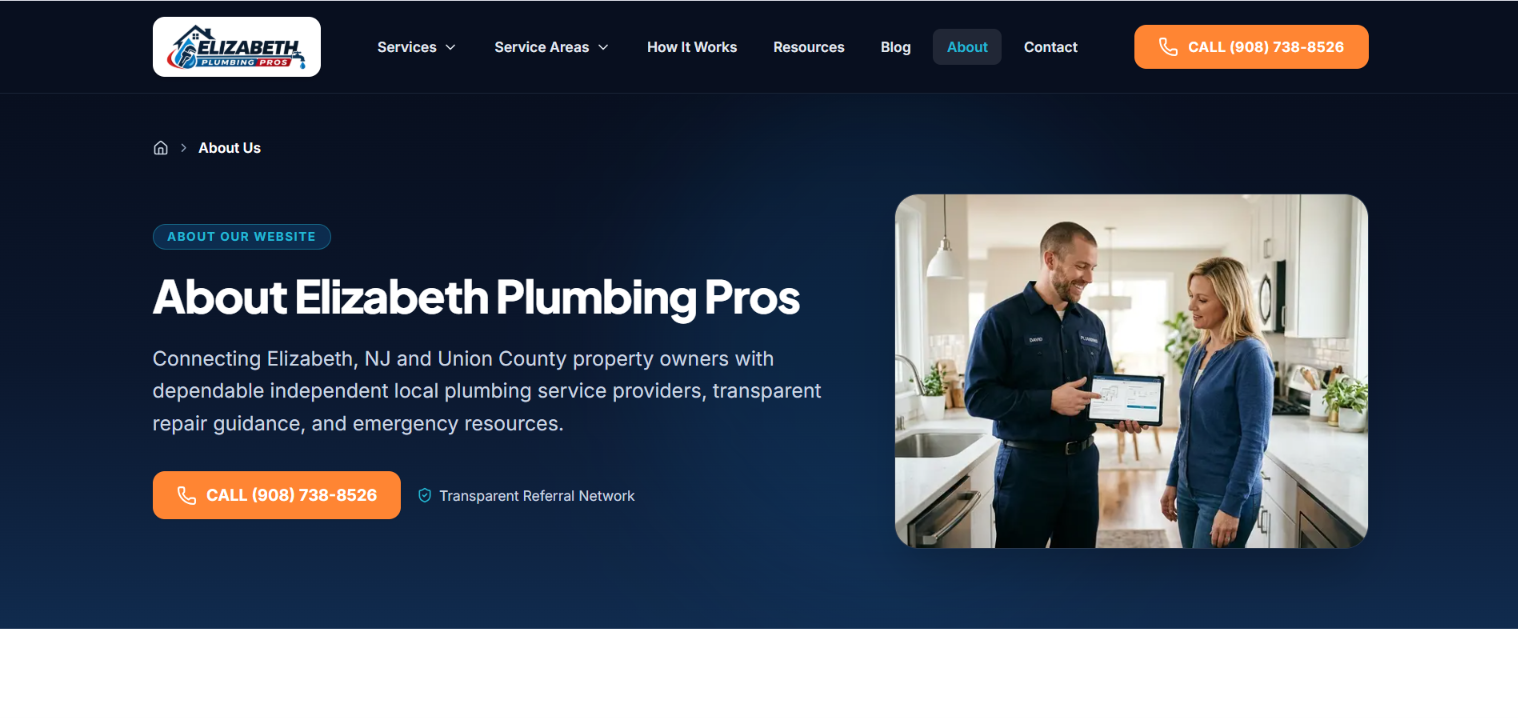 ELIZABETH
PLUMBING PROS
Services
Service Areas
How It Works
Resources
Blog
About
Contact
CALL (908) 738-8526
About Us
ABOUT OUR WEBSITE
About Elizabeth Plumbing Pros
Connecting Elizabeth, NJ and Union County property owners with
dependable independent local plumbing service providers, transparent
repair guidance, and emergency resources.
CALL (908) 738-8526
Transparent Referral Network
DAVID